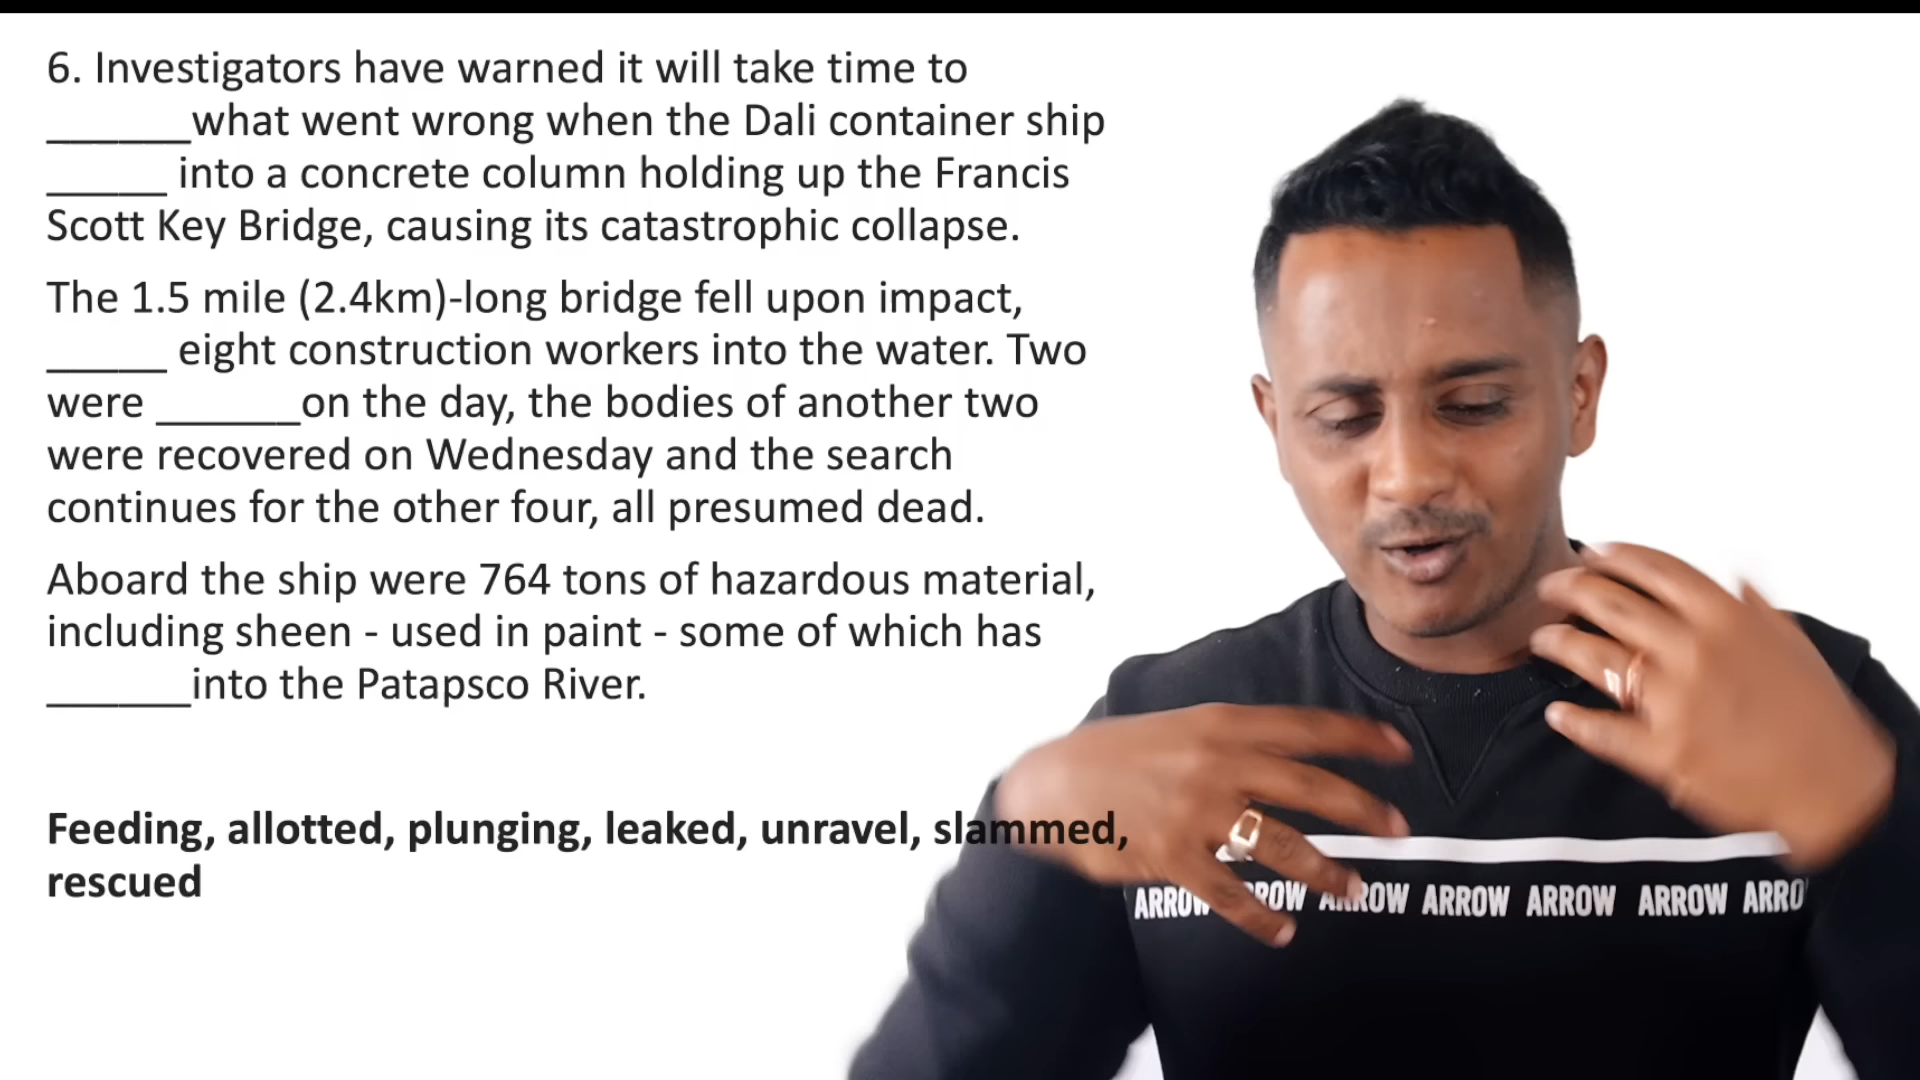 6. Investigators have warned it will take time to
______what went wrong when the Dali container ship
_____ into a concrete column holding up the Francis
Scott Key Bridge, causing its catastrophic collapse.
The 1.5 mile (2.4km)-long bridge fell upon impact,
_____ eight construction workers into the water. Two
were ______on the day, the bodies of another two
were recovered on Wednesday and the search
continues for the other four, all presumed dead.
Aboard the ship were 764 tons of hazardous material,
including sheen - used in paint - some of which has
______into the Patapsco River.
Feeding, allotted, plunging, leaked, unravel, slammed,
rescued
ARROW ARROW ARROW ARROW ARROW ARROW ARRO